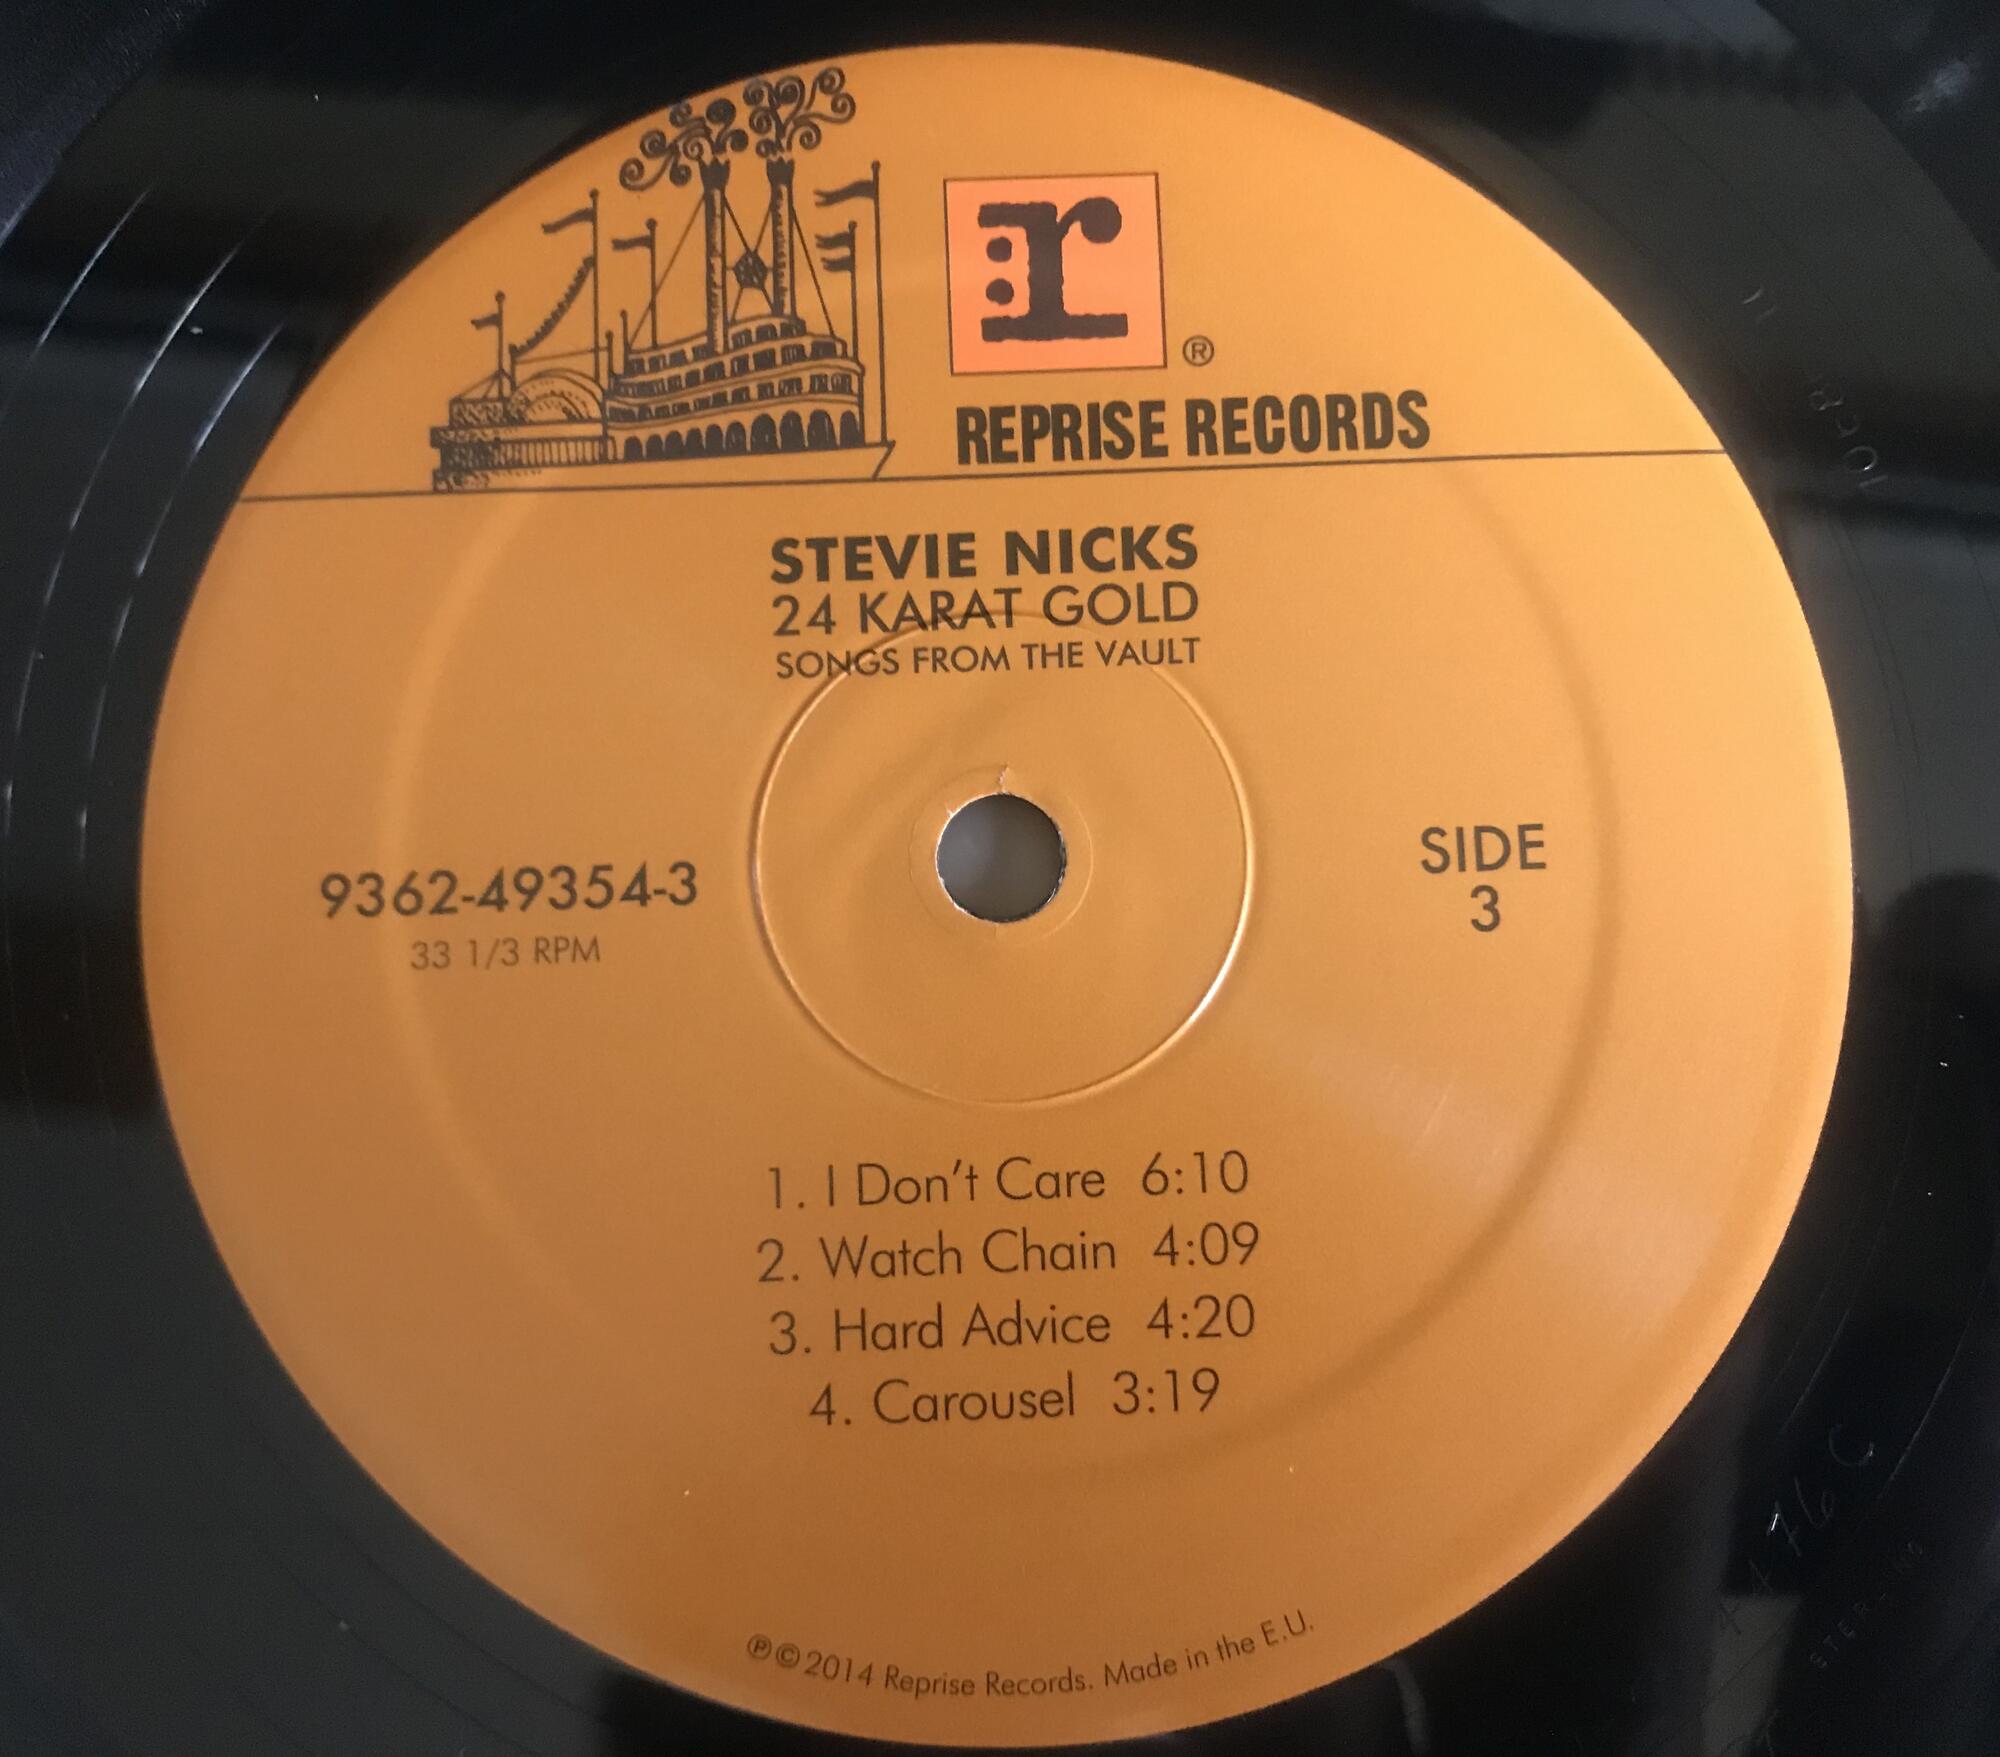 r
®
REPRISE RECORDS
STEVIE NICKS
24 KARAT GOLD
SONGS FROM THE VAULT
9362-49354-3
33 1/3 RPM
SIDE
3
1. I Don't Care 6:10
2. Watch Chain 4:09
3. Hard Advice 4:20
4. Carousel 3:19
℗©2014 Reprise Records. Made in the E.U.